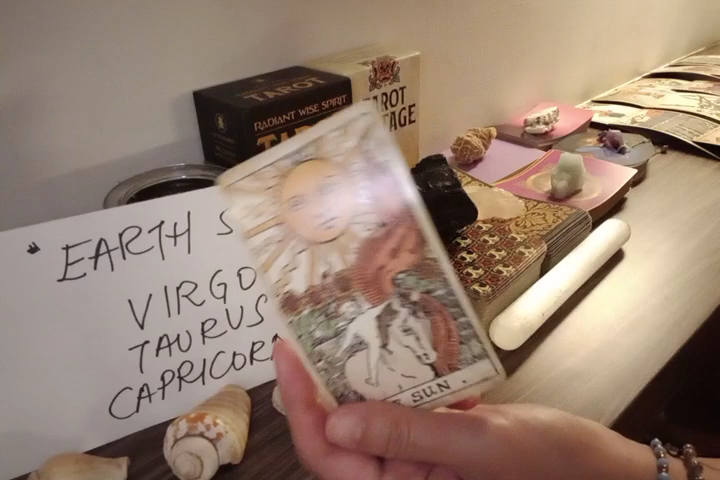 TAROT
RADIANT WISE SPIRIT
TAROT
" EARTH S
VIRGO
TAURUS
CAPRICORN
SUN.